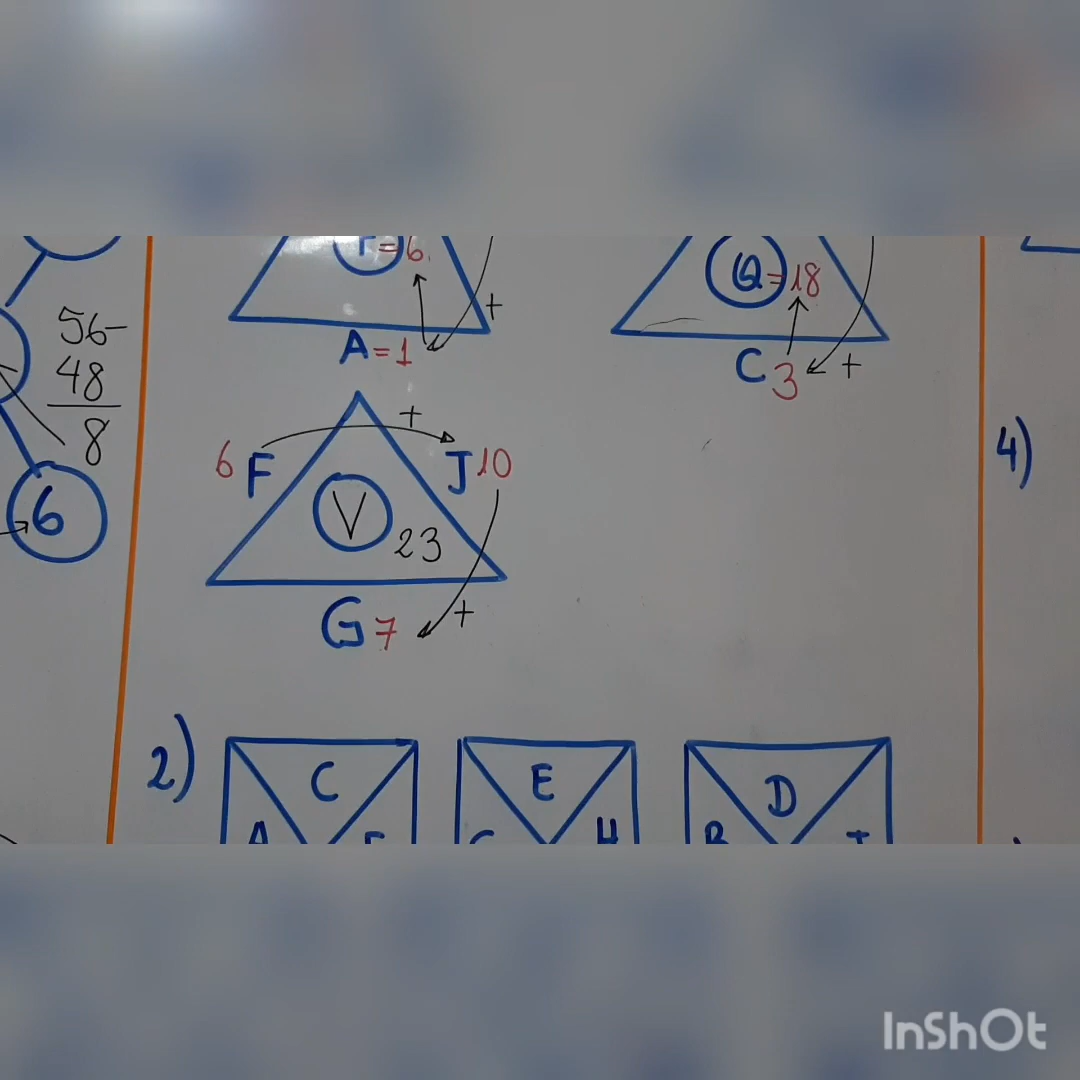 56-
48
8
6
=6
+
A=1
Q=18
+
C 3
+
6 F
J 10
V 23
G 7
+
4)
2)
C
E
D
A
H
B
InShOt